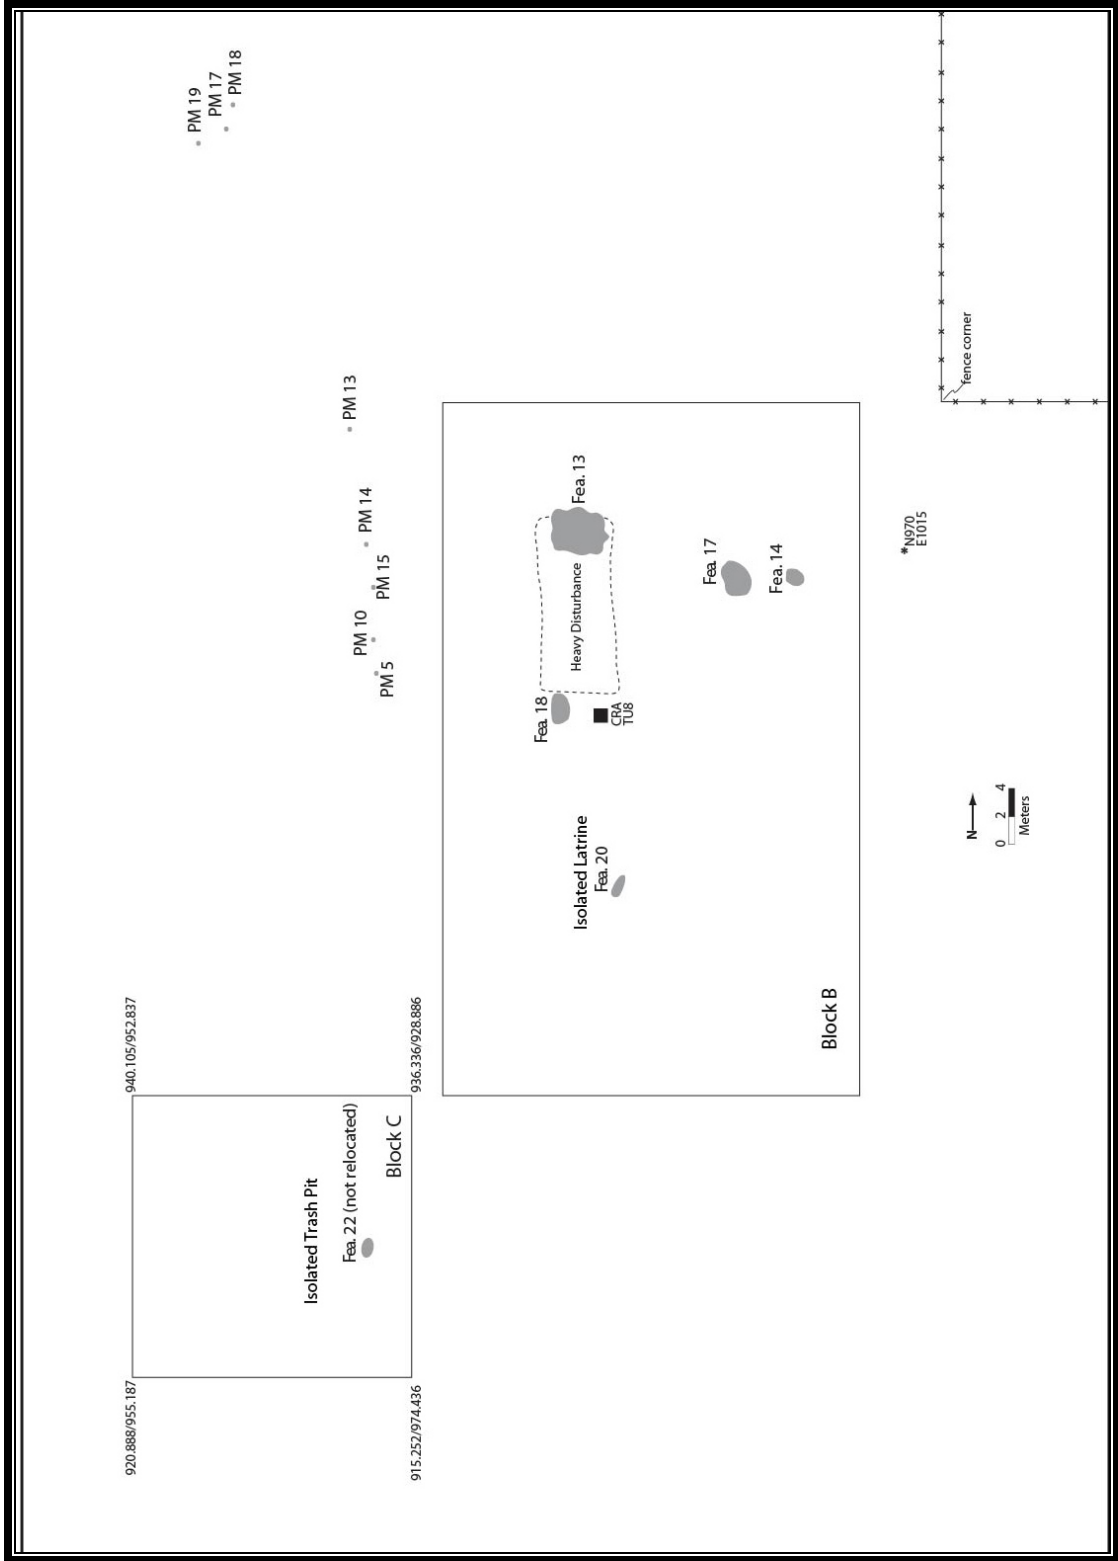 PM 19
PM 17
PM 18
PM 13
PM 14
PM 15
PM 10
PM 5
fence corner
Fea. 13
Heavy Disturbance
Fea. 17
Fea. 14
*N970
E1015
Fea. 18
CRA
TU8
Isolated Latrine
Fea. 20
Block B
N
0 2 4
Meters
940.105/952.837
936.336/928.886
Isolated Trash Pit
Fea. 22 (not relocated)
Block C
920.888/955.187
915.252/974.436